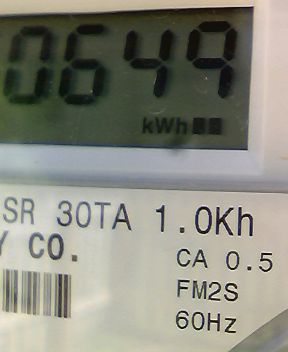 0649
kWh
SR 30TA 1.0Kh
Y CO.
CA 0.5
FM2S
60Hz